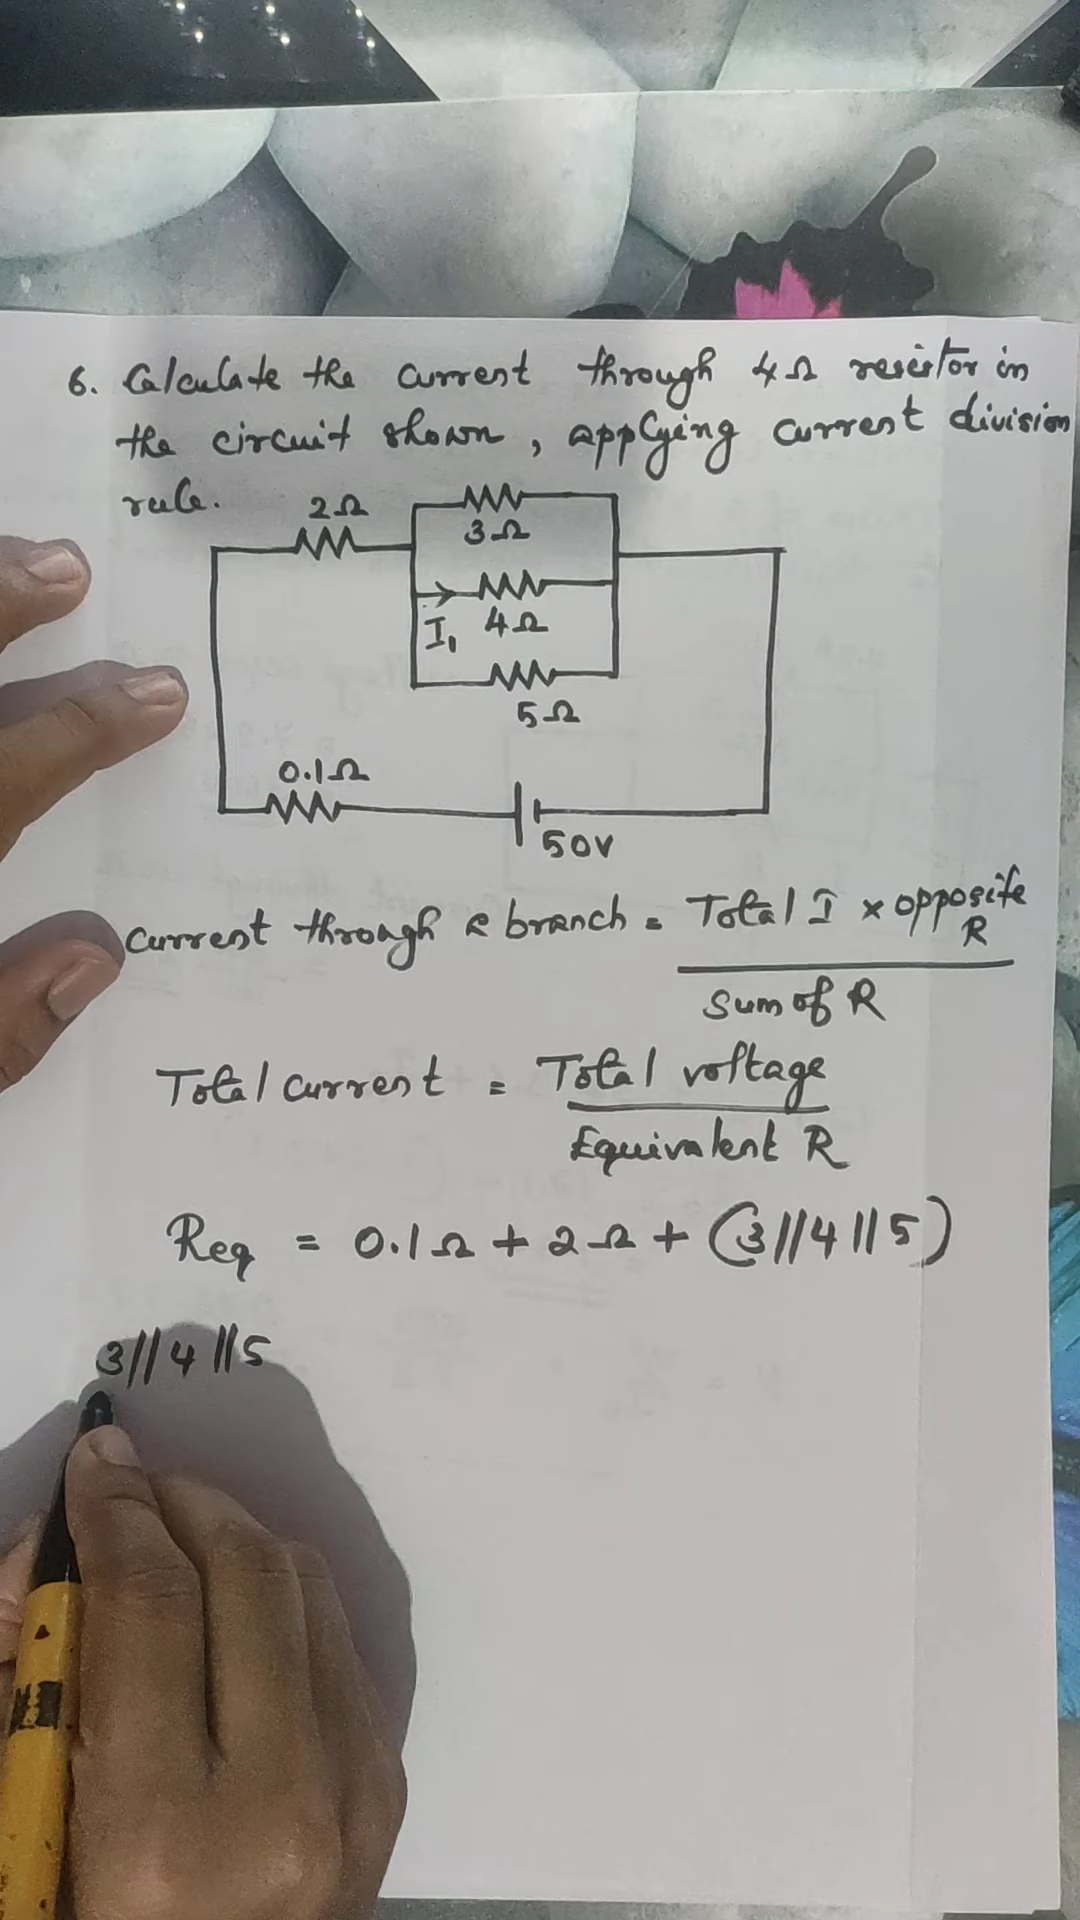 6. Calculate the current through 4Ω resistor in
the circuit shown, applying current division
rule.
2Ω
3Ω
I₁ 4Ω
5Ω
0.1Ω
50V
current through a branch = Total I × opposite R
Sum of R
Total current = Total voltage
Equivalent R
Req = 0.1Ω + 2Ω + (3//4//5)
3//4//5